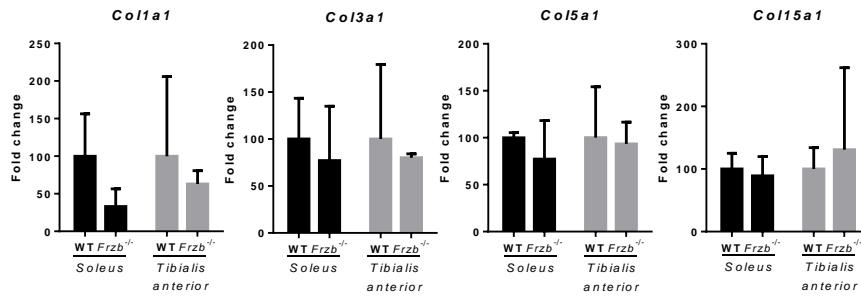 Col1a1
Fold change
250
200
150
100
50
0
WT Frzb-/- WT Frzb-/-
Soleus Tibialis
anterior
Col3a1
Fold change
200
150
100
50
0
WT Frzb-/- WT Frzb-/-
Soleus Tibialis
anterior
Col5a1
Fold change
200
150
100
50
0
WT Frzb-/- WT Frzb-/-
Soleus Tibialis
anterior
Col15a1
Fold change
300
200
100
0
WT Frzb-/- WT Frzb-/-
Soleus Tibialis
anterior